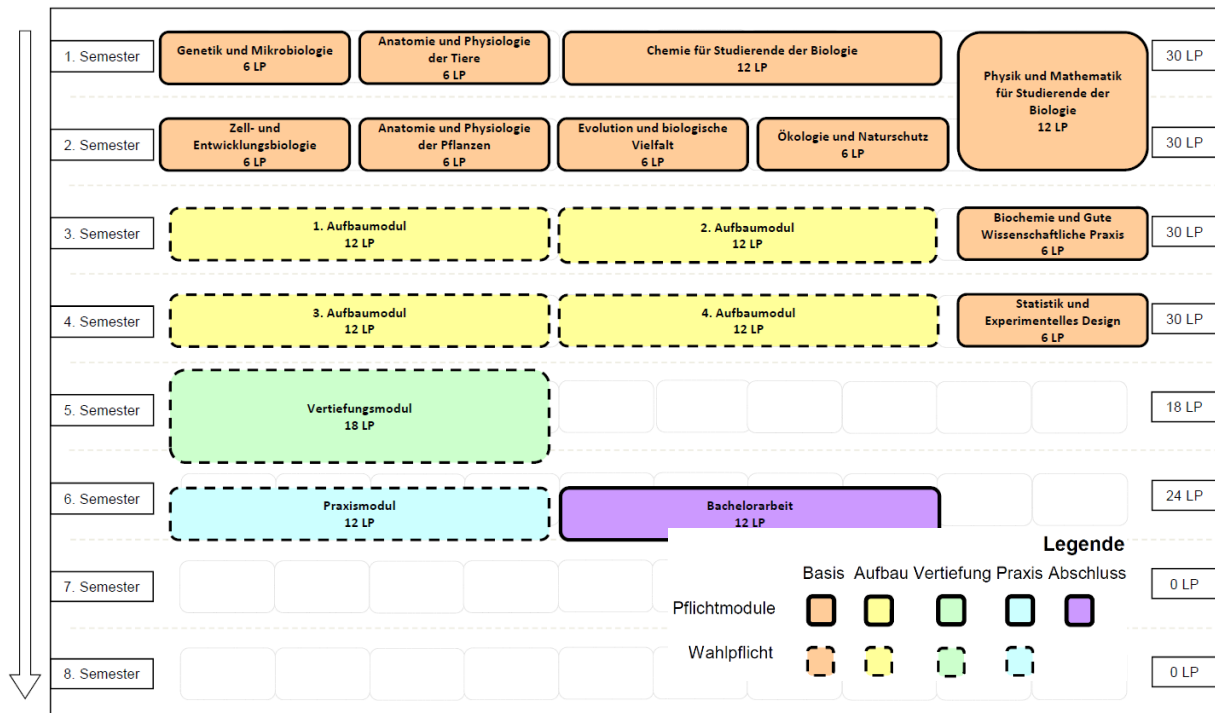 1. Semester
Genetik und Mikrobiologie
6 LP
Anatomie und Physiologie
der Tiere
6 LP
Chemie für Studierende der Biologie
12 LP
Physik und Mathematik
für Studierende der
Biologie
12 LP
30 LP
2. Semester
Zell- und
Entwicklungsbiologie
6 LP
Anatomie und Physiologie
der Pflanzen
6 LP
Evolution und biologische
Vielfalt
6 LP
Ökologie und Naturschutz
6 LP
30 LP
3. Semester
1. Aufbaumodul
12 LP
2. Aufbaumodul
12 LP
Biochemie und Gute
Wissenschaftliche Praxis
6 LP
30 LP
4. Semester
3. Aufbaumodul
12 LP
4. Aufbaumodul
12 LP
Statistik und
Experimentelles Design
6 LP
30 LP
5. Semester
Vertiefungsmodul
18 LP
18 LP
6. Semester
Praxismodul
12 LP
Bachelorarbeit
12 LP
24 LP
7. Semester
0 LP
8. Semester
0 LP
Legende
Basis Aufbau Vertiefung Praxis Abschluss
Pflichtmodule
Wahlpflicht